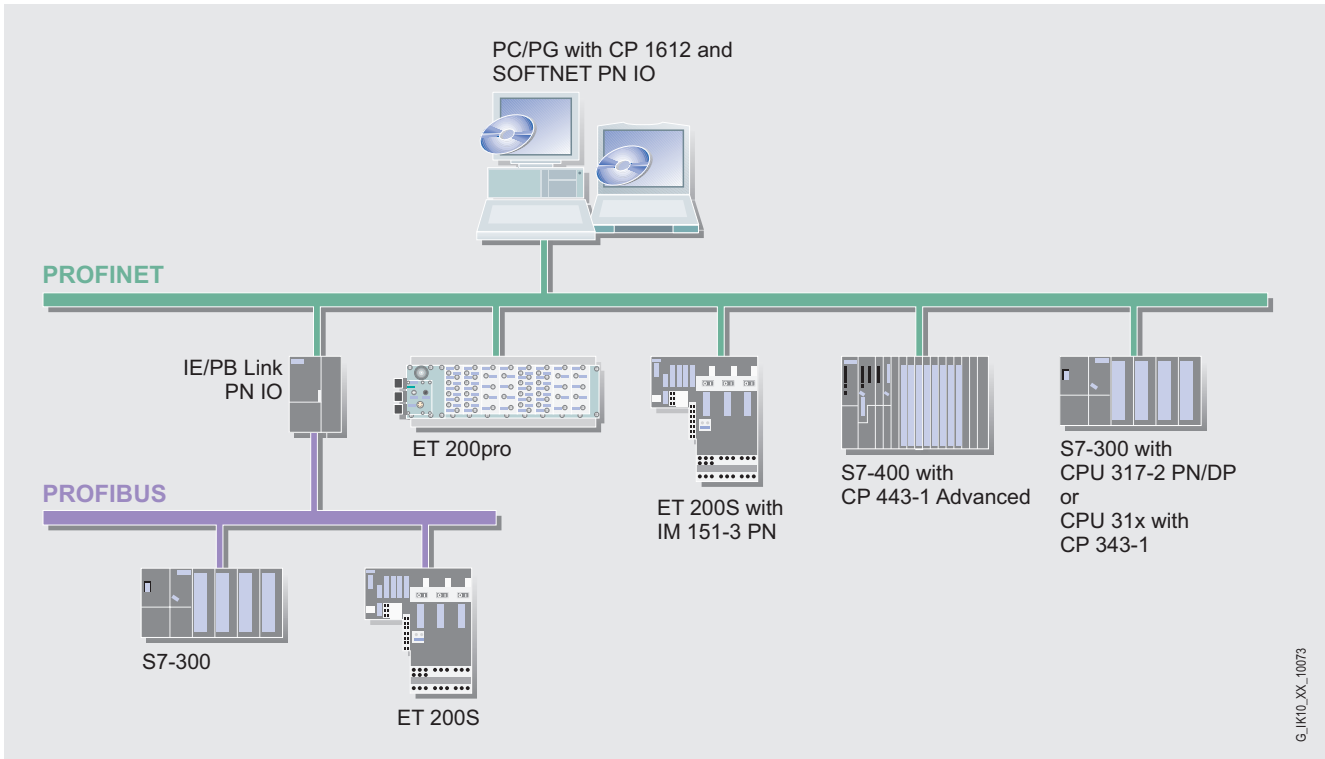 PC/PG with CP 1612 and
SOFTNET PN IO
PROFINET
IE/PB Link
PN IO
ET 200pro
ET 200S with
IM 151-3 PN
S7-400 with
CP 443-1 Advanced
S7-300 with
CPU 317-2 PN/DP
or
CPU 31x with
CP 343-1
PROFIBUS
S7-300
ET 200S
G_IK10_XX_10073